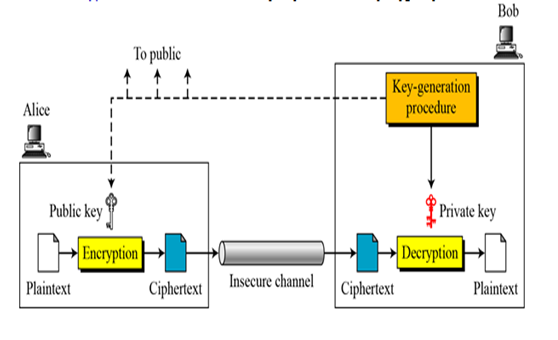 Bob
To public
Key-generation
procedure
Alice
Public key
Private key
Encryption
Decryption
Insecure channel
Plaintext
Ciphertext
Ciphertext
Plaintext